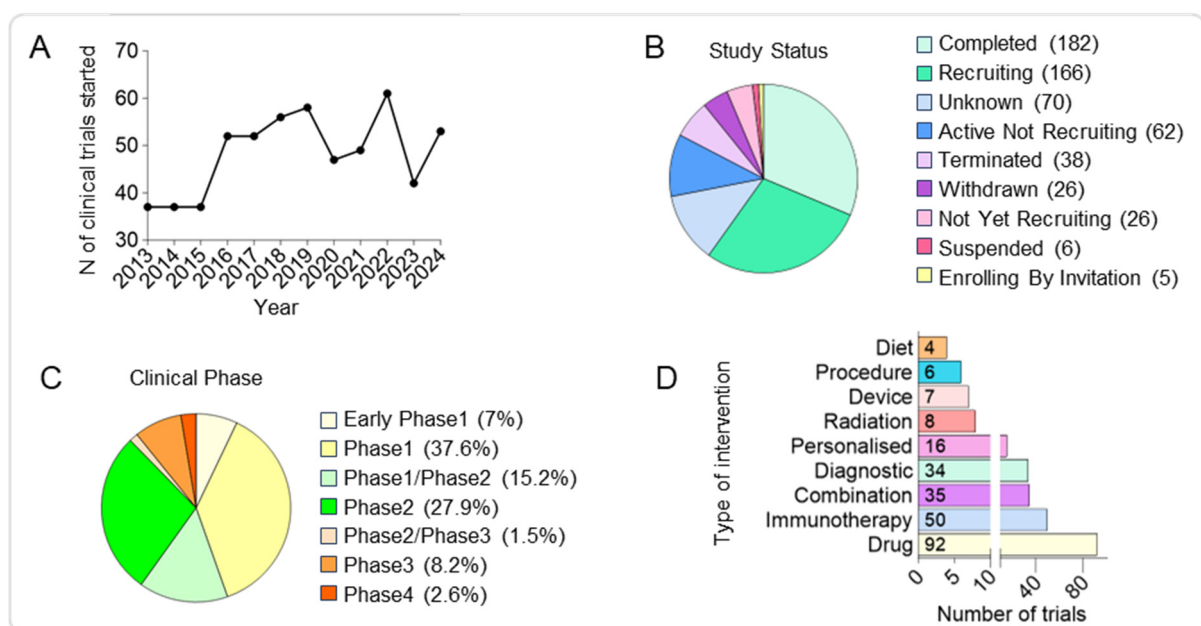 A
N of clinical trials started
70
60
50
40
30
2013
2014
2015
2016
2017
2018
2019
2020
2021
2022
2023
2024
Year
B
Study Status
Completed (182)
Recruiting (166)
Unknown (70)
Active Not Recruiting (62)
Terminated (38)
Withdrawn (26)
Not Yet Recruiting (26)
Suspended (6)
Enrolling By Invitation (5)
C
Clinical Phase
Early Phase1 (7%)
Phase1 (37.6%)
Phase1/Phase2 (15.2%)
Phase2 (27.9%)
Phase2/Phase3 (1.5%)
Phase3 (8.2%)
Phase4 (2.6%)
D
Type of intervention
Diet 4
Procedure 6
Device 7
Radiation 8
Personalised 16
Diagnostic 34
Combination 35
Immunotherapy 50
Drug 92
0 5 10 40 80
Number of trials